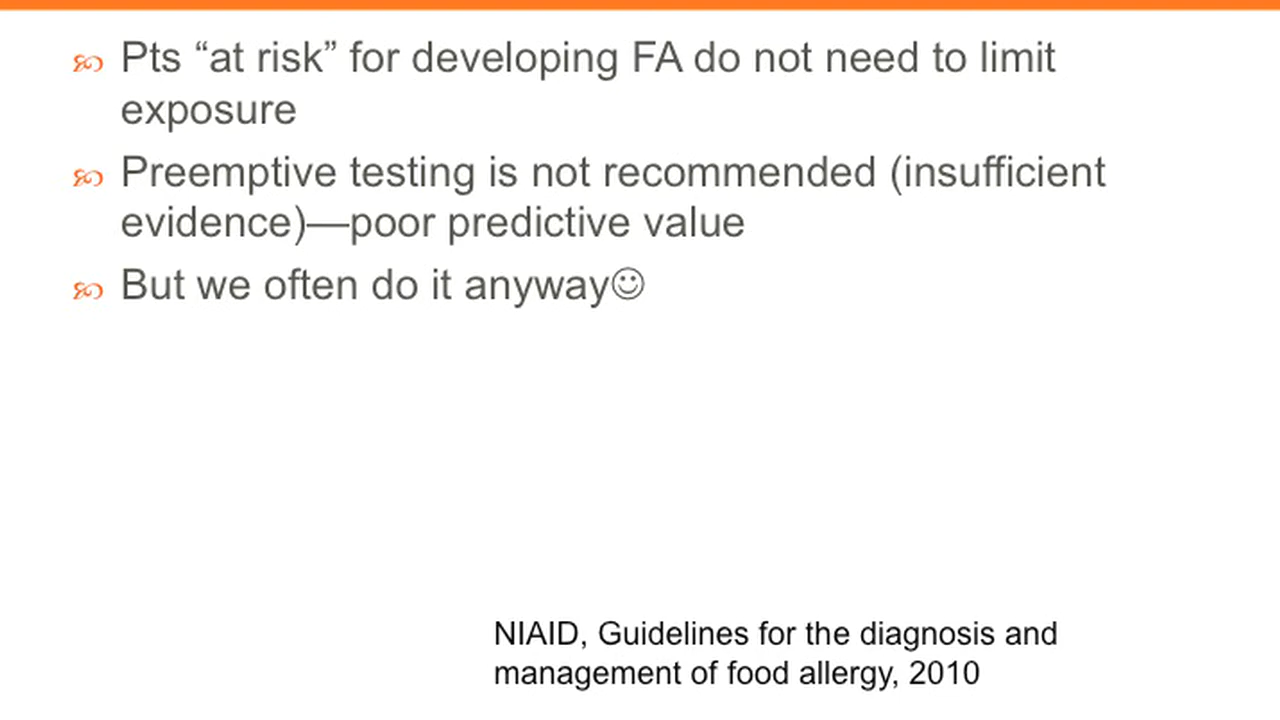 Pts “at risk” for developing FA do not need to limit
exposure
Preemptive testing is not recommended (insufficient
evidence)—poor predictive value
But we often do it anyway☺
NIAID, Guidelines for the diagnosis and
management of food allergy, 2010